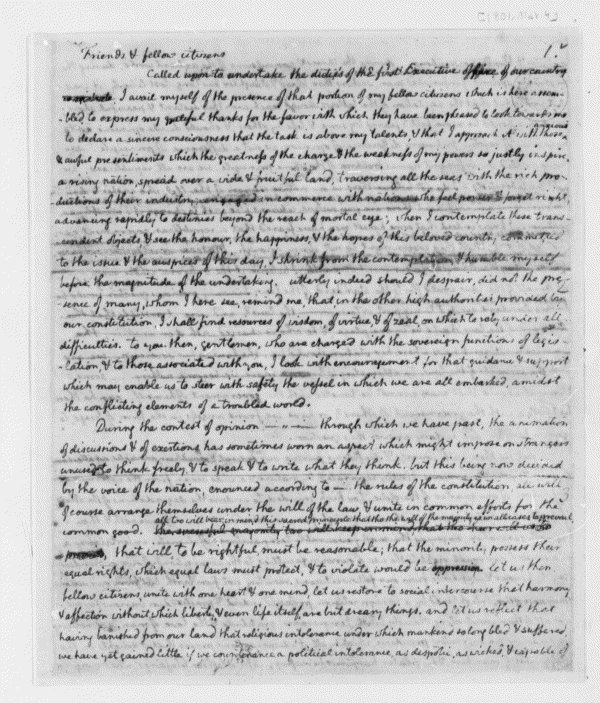 [1801, Mar 4]
1.
Friends & fellow citizens
Called upon to undertake the duties of the first Executive office of our country
I avail myself of the presence of that portion of my fellow citizens which is here assem-
-bled to express my grateful thanks for the favor with which they have been pleased to look towards me
to declare a sincere consciousness that the task is above my talents & that I approach it with those
anxious
& awful presentiments which the greatness of the charge & the weakness of my powers so justly inspire.
a rising nation, spread over a wide & fruitful land, traversing all the seas with the rich pro-
-ductions of their industry, engaged in commerce with nations who feel power & forget right,
advancing rapidly to destinies beyond the reach of mortal eye; when I contemplate these trans-
-cendent objects, & see the honour, the happiness, & the hopes of this beloved country committed
to the issue & the auspices of this day, I shrink from the contemplation, & humble myself
before the magnitude of the undertaking. utterly indeed should I despair, did not the pre-
-sence of many, whom I here see, remind me, that in the other high authorities provided by
our constitution, I shall find resources of wisdom, of virtue, & of zeal, on which to rely under all
difficulties. to you then, gentlemen, who are charged with the sovereign functions of legis-
-lation, & to those associated with you, I look with encouragement for that guidance & support
which may enable us to steer with safety the vessel in which we are all embarked, amidst
the conflicting elements of a troubled world.
During the contest of opinion through which we have past, the animation
of discussions & of exertions has sometimes worn an aspect which might impose on strangers
unused to think freely, & to speak & to write what they think. but this being now decided
by the voice of the nation, enounced according to the rules of the constitution all will
of course arrange themselves under the will of the law, & unite in common efforts for the
all too will bear in mind this sacred principle that tho' the will of the majority is in all cases to prevail
common good.
, that will to be rightful must be reasonable; that the minority possess their
equal rights, which equal laws must protect, & to violate would be oppression. let us then
fellow citizens unite with one heart & one mind, let us restore to social intercourse that harmony
& affection without which liberty, & even life itself, are but dreary things. and let us reflect that
having banished from our land that religious intolerance under which mankind so long bled & suffered
we have yet gained little if we countenance a political intolerance, as despotic, as wicked, & capable of